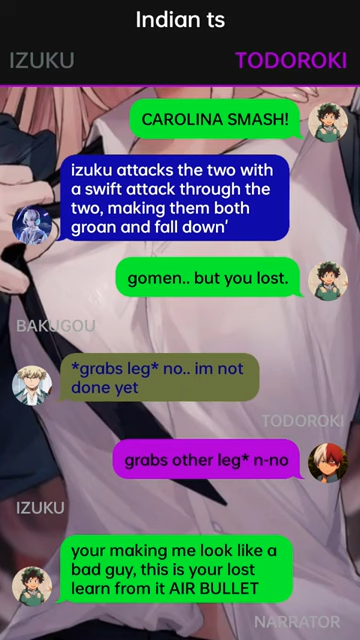 Indian ts
IZUKU
TODOROKI
CAROLINA SMASH!
izuku attacks the two with
a swift attack through the
two, making them both
groan and fall down'
gomen.. but you lost.
BAKUGOU
*grabs leg* no.. im not
done yet
TODOROKI
grabs other leg* n-no
IZUKU
your making me look like a
bad guy, this is your lost
learn from it AIR BULLET
NARRATOR